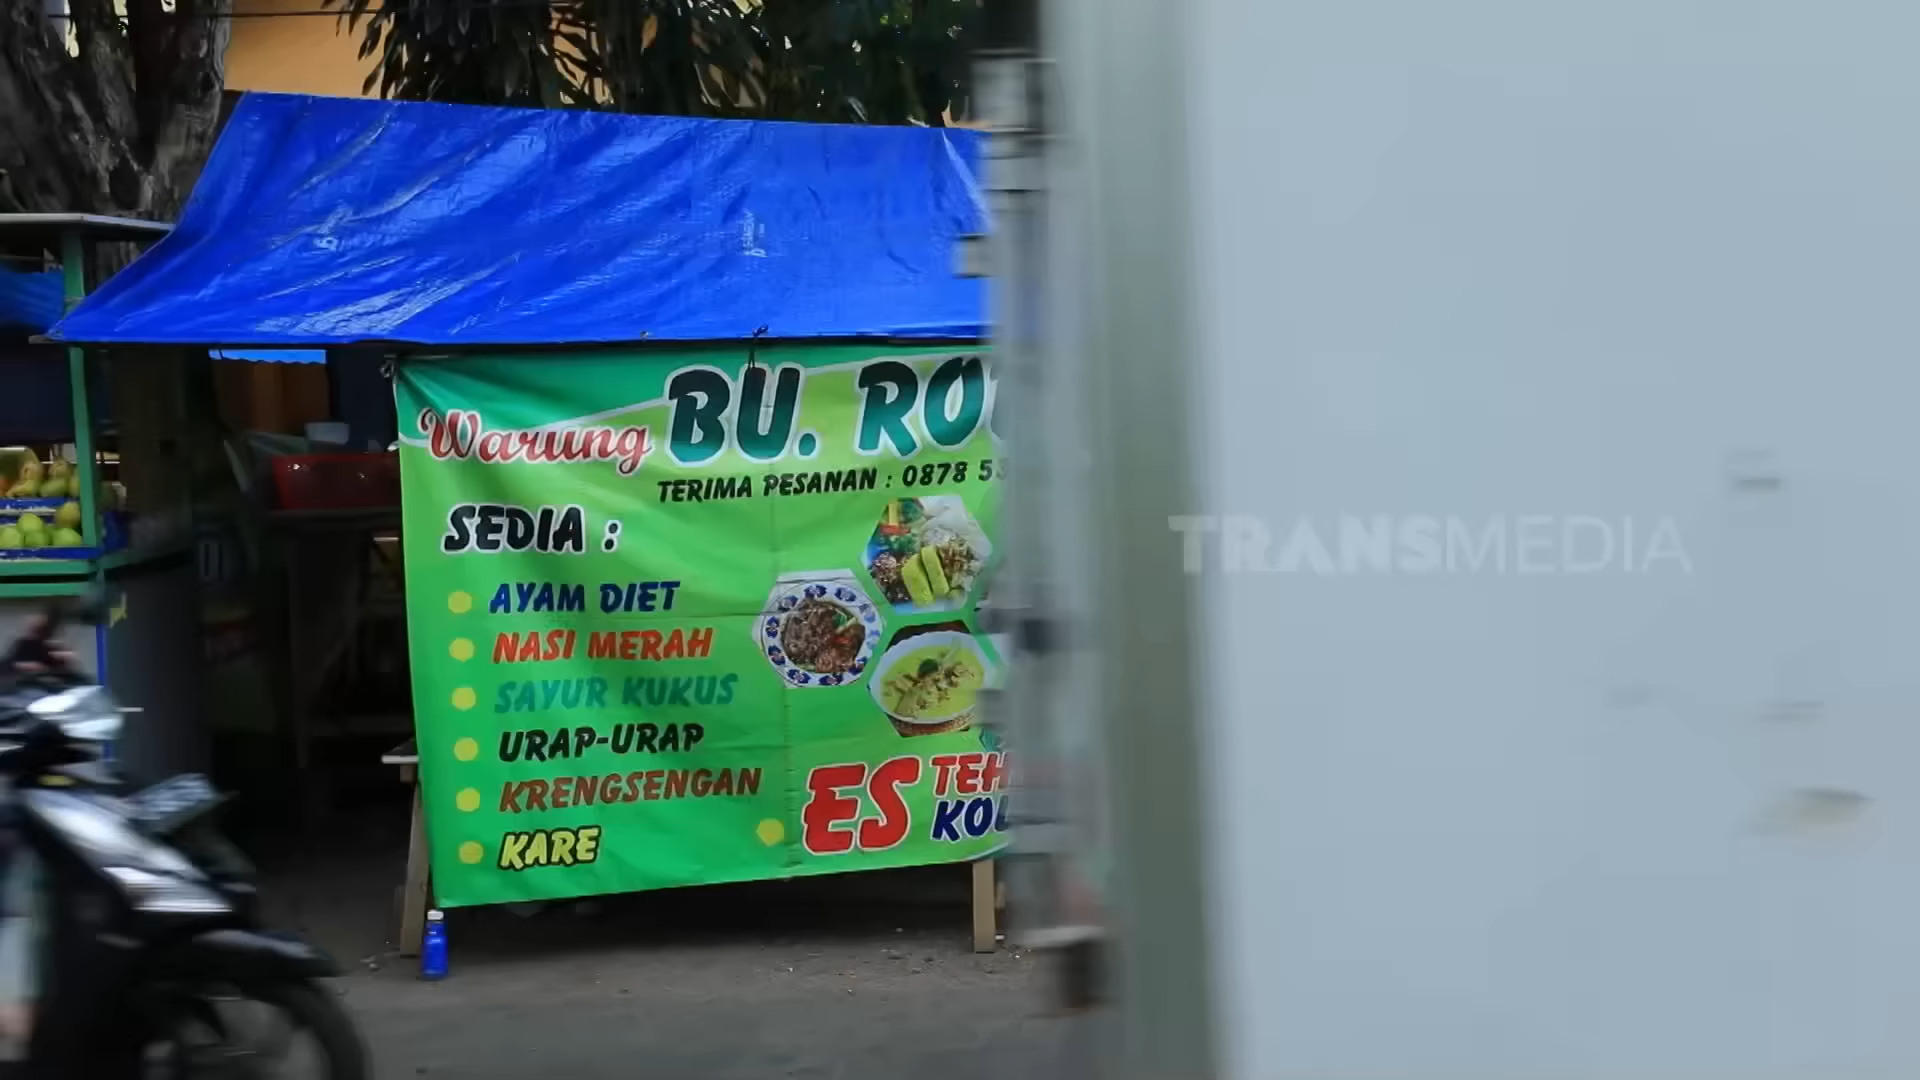 Warung BU. RO
TERIMA PESANAN : 0878 53
SEDIA :
AYAM DIET
NASI MERAH
SAYUR KUKUS
URAP-URAP
KRENGSENGAN
KARE
ES TEH
TRANSMEDIA